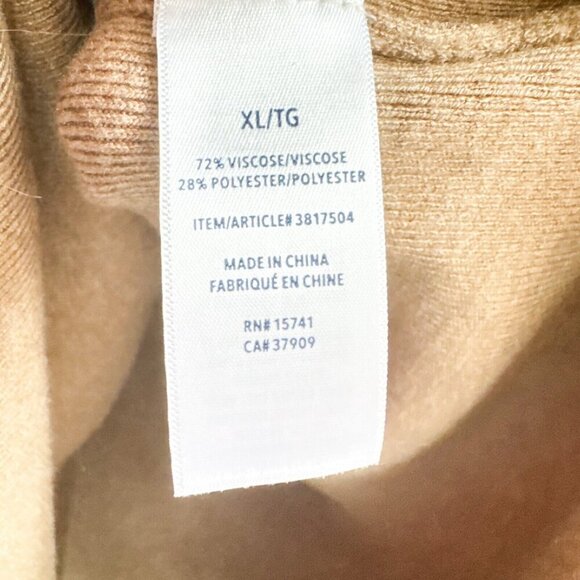 XL/TG
72% VISCOSE/VISCOSE
28% POLYESTER/POLYESTER
ITEM/ARTICLE# 3817504
MADE IN CHINA
FABRIQUÉ EN CHINE
RN# 15741
CA# 37909